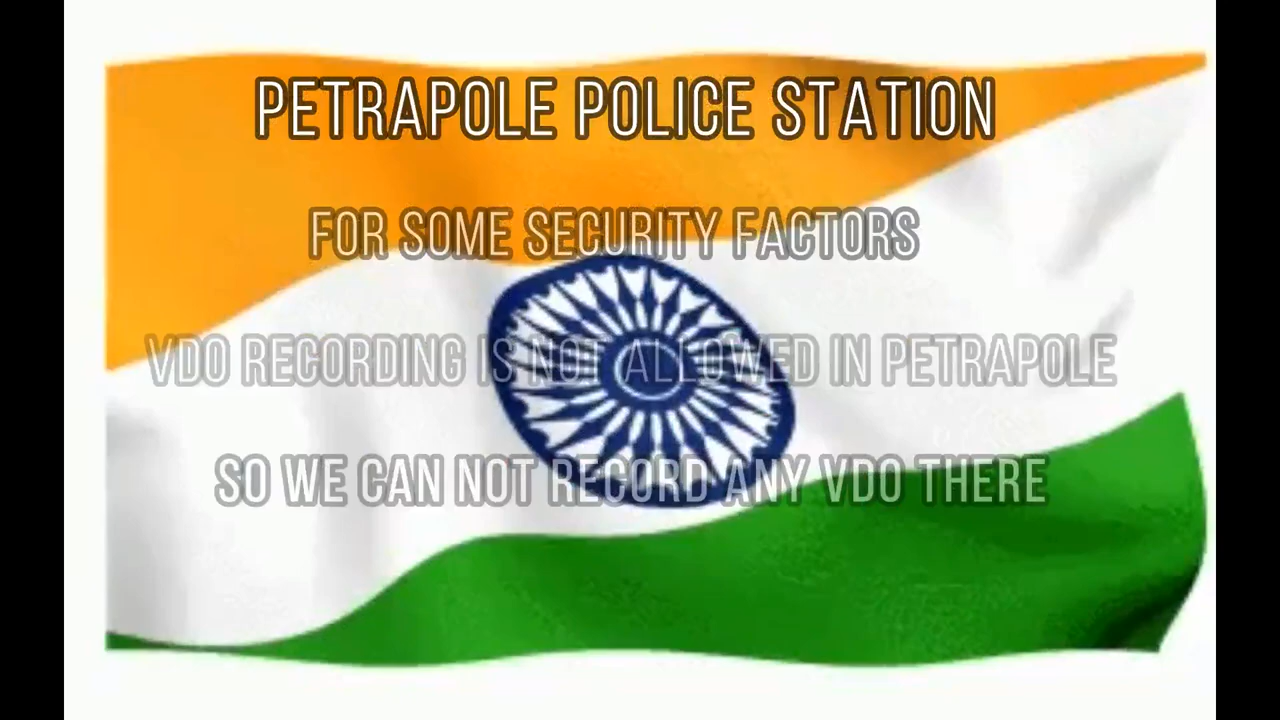 PETRAPOLE POLICE STATION
FOR SOME SECURITY FACTORS
VDO RECORDING IS NOT ALLOWED IN PETRAPOLE
SO WE CAN NOT RECORD ANY VDO THERE